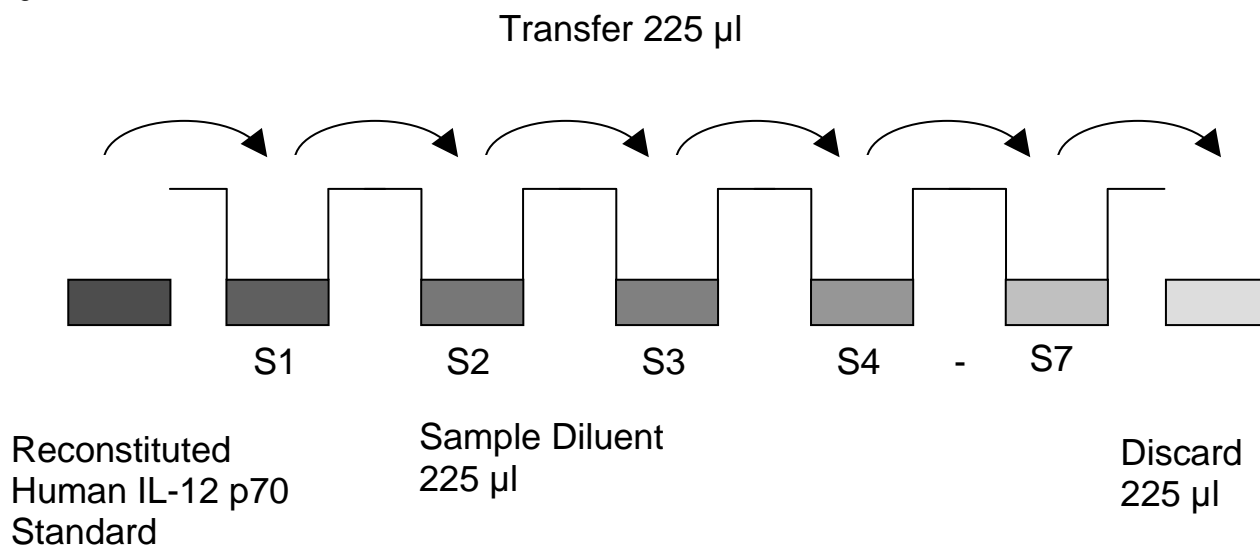 Transfer 225 µl
S1 S2 S3 S4 - S7
Reconstituted
Human IL-12 p70
Standard
Sample Diluent
225 µl
Discard
225 µl